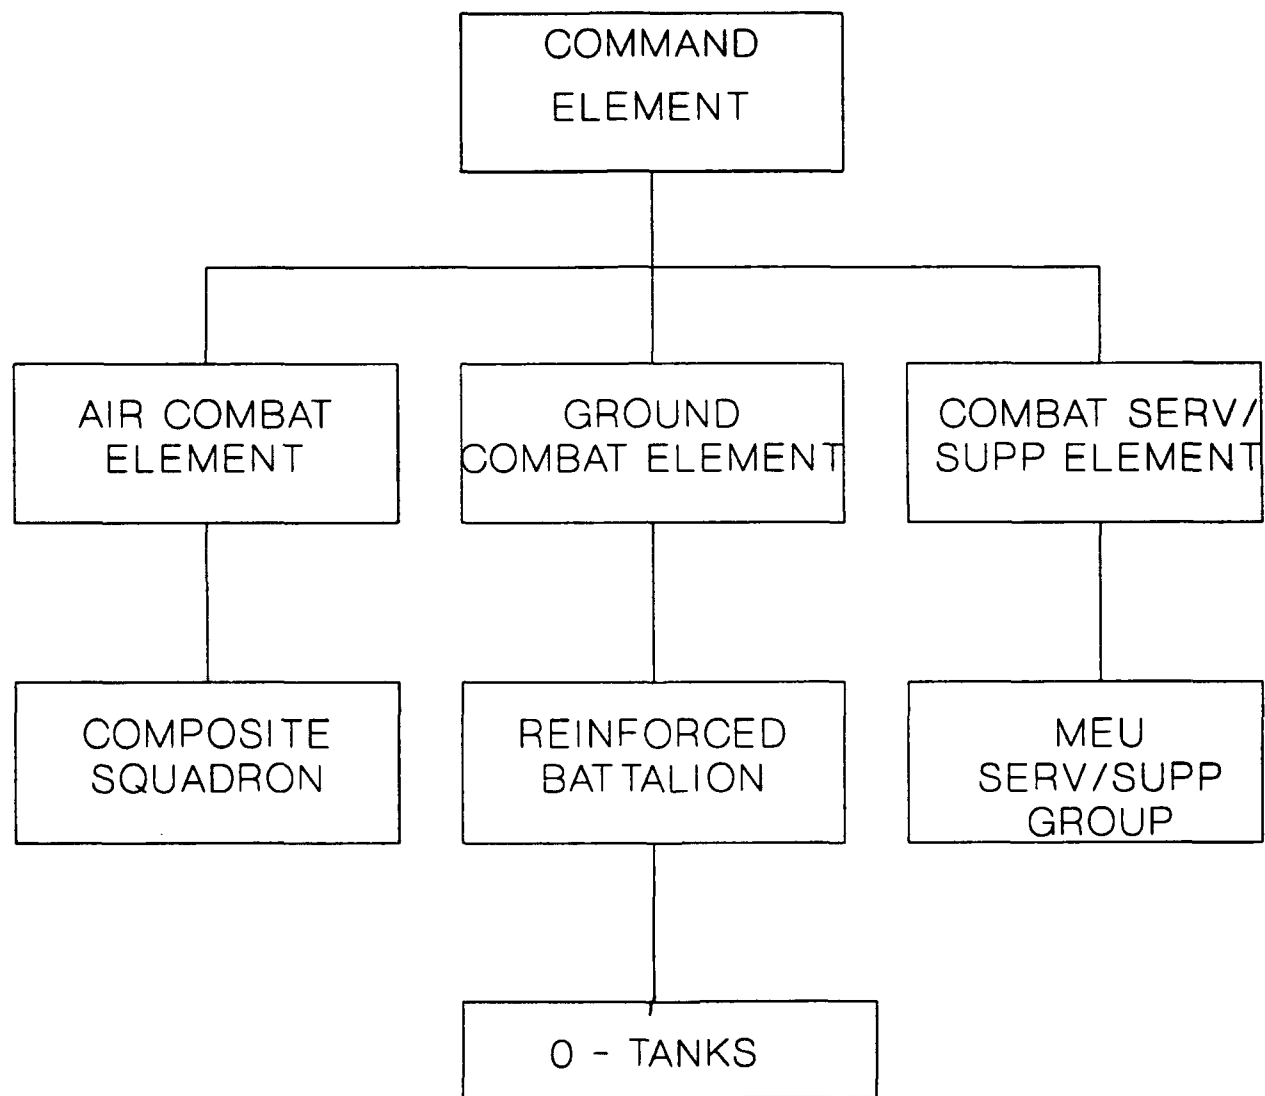 COMMAND
ELEMENT
AIR COMBAT
ELEMENT
GROUND
COMBAT ELEMENT
COMBAT SERV/
SUPP ELEMENT
COMPOSITE
SQUADRON
REINFORCED
BATTALION
MEU
SERV/SUPP
GROUP
0 - TANKS